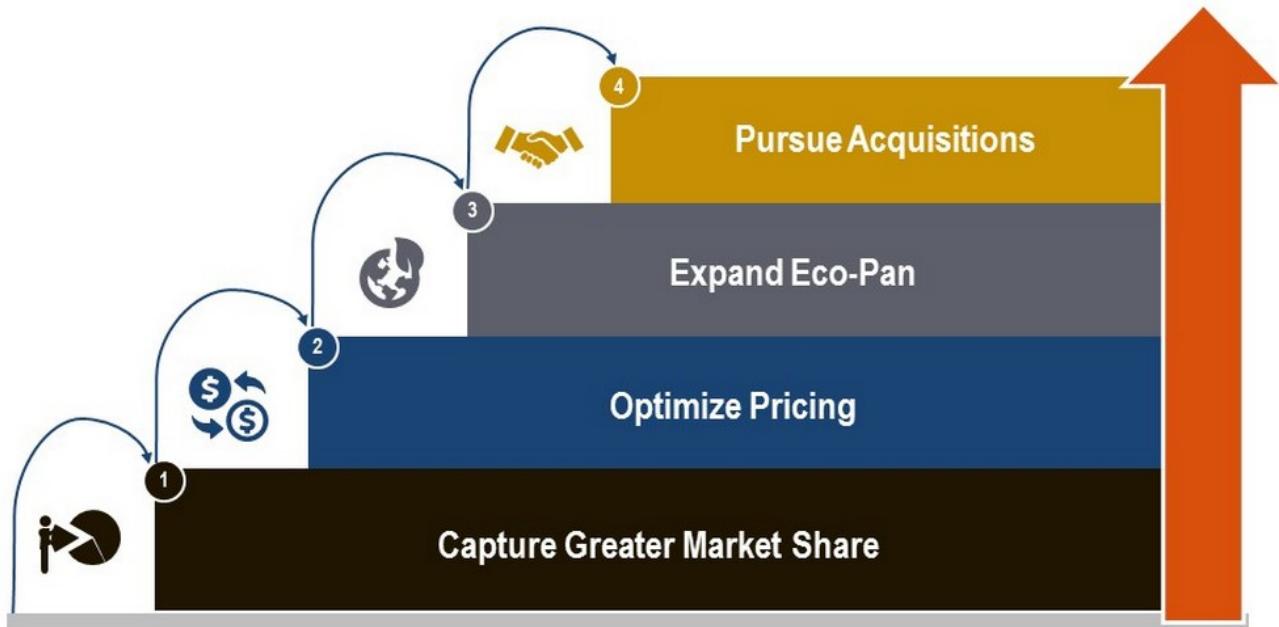 4
Pursue Acquisitions
3
Expand Eco-Pan
2
$
$
Optimize Pricing
1
Capture Greater Market Share